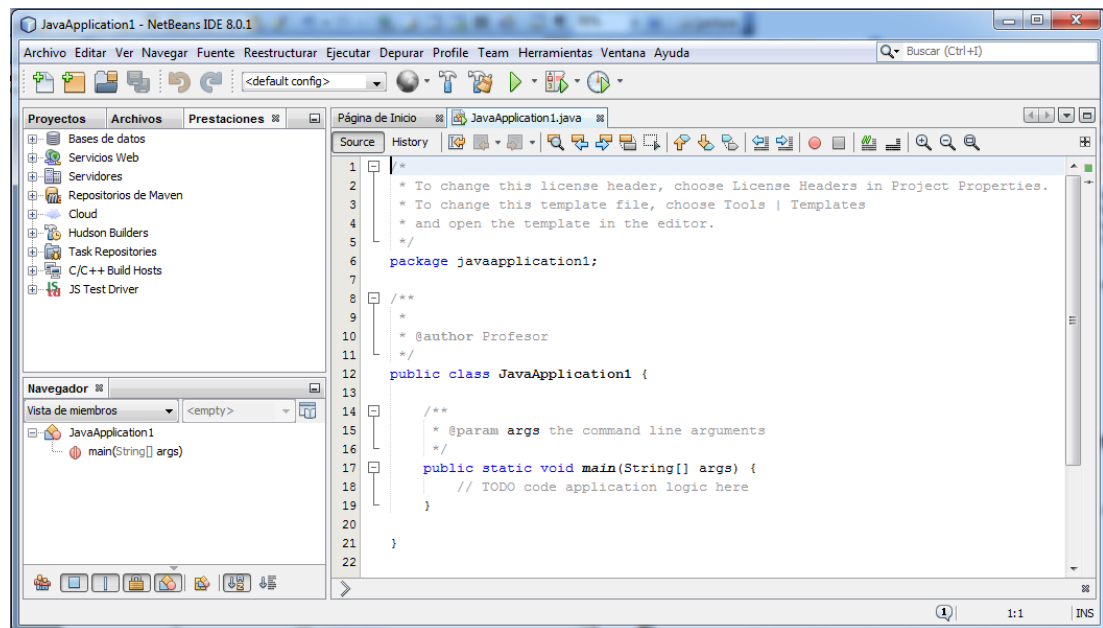 JavaApplication1 - NetBeans IDE 8.0.1
Archivo Editar Ver Navegar Fuente Reestructurar Ejecutar Depurar Profile Team Herramientas Ventana Ayuda
Buscar (Ctrl+I)
<default config>
Proyectos Archivos Prestaciones
Bases de datos
Servicios Web
Servidores
Repositorios de Maven
Cloud
Hudson Builders
Task Repositories
C/C++ Build Hosts
JS Test Driver
Navegador
Vista de miembros <empty>
JavaApplication1
main(String[] args)
Página de Inicio JavaApplication1.java
Source History
1 /*
2 * To change this license header, choose License Headers in Project Properties.
3 * To change this template file, choose Tools | Templates
4 * and open the template in the editor.
5 */
6 package javaapplication1;
7
8 /**
9 *
10 * @author Profesor
11 */
12 public class JavaApplication1 {
13
14 /**
15 * @param args the command line arguments
16 */
17 public static void main(String[] args) {
18 // TODO code application logic here
19 }
20
21 }
22
1 1:1 INS